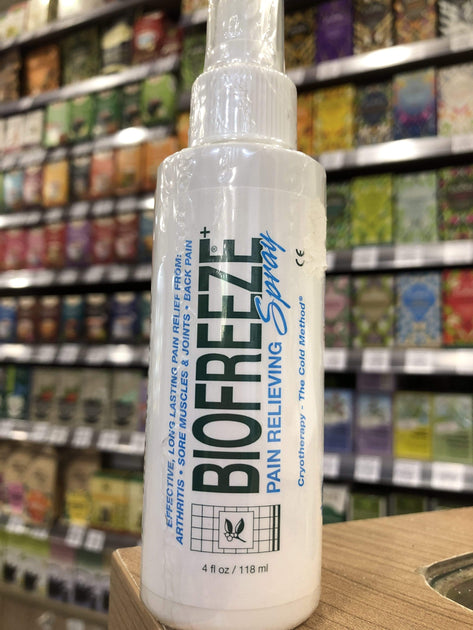 EFFECTIVE, LONG LASTING PAIN RELIEF FROM:
ARTHRITIS • SORE MUSCLES & JOINTS • BACK PAIN
BIOFREEZE®+
PAIN RELIEVING Spray
Cryotherapy - The Cold Method®
CE
4 fl oz / 118 ml